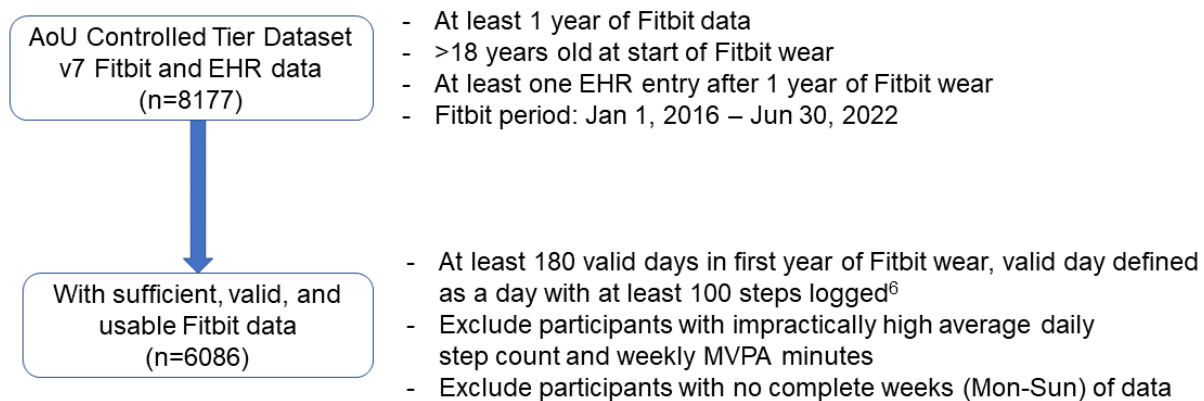 AoU Controlled Tier Dataset
v7 Fitbit and EHR data
(n=8177)
- At least 1 year of Fitbit data
- >18 years old at start of Fitbit wear
- At least one EHR entry after 1 year of Fitbit wear
- Fitbit period: Jan 1, 2016 – Jun 30, 2022
With sufficient, valid, and
usable Fitbit data
(n=6086)
- At least 180 valid days in first year of Fitbit wear, valid day defined
as a day with at least 100 steps logged⁶
- Exclude participants with impractically high average daily
step count and weekly MVPA minutes
- Exclude participants with no complete weeks (Mon-Sun) of data